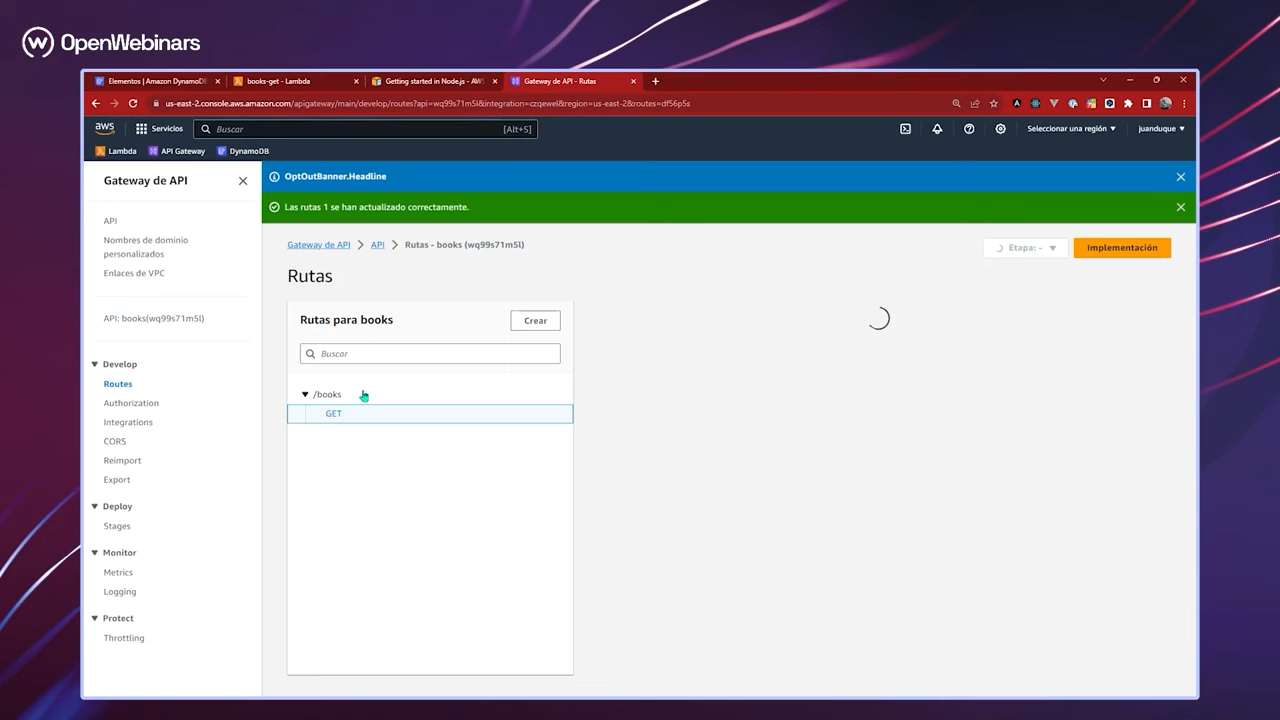 OpenWebinars
Elementos | Amazon DynamoDB
books-get - Lambda
Getting started in Node.js - AWS
Gateway de API - Rutas
us-east-2.console.aws.amazon.com/apigateway/main/develop/routes?api=wq99s71m5l&integration=czqewel&region=us-east-2&routes=df56p5s
aws
Servicios
Buscar
[Alt+S]
Seleccionar una región
juanduque
Lambda
API Gateway
DynamoDB
Gateway de API
API
Nombres de dominio
personalizados
Enlaces de VPC
API: books(wq99s71m5l)
Develop
Routes
Authorization
Integrations
CORS
Reimport
Export
Deploy
Stages
Monitor
Metrics
Logging
Protect
Throttling
OptOutBanner.Headline
Las rutas 1 se han actualizado correctamente.
Gateway de API
API
Rutas - books (wq99s71m5l)
Etapa: -
Implementación
Rutas
Rutas para books
Crear
Buscar
/books
GET